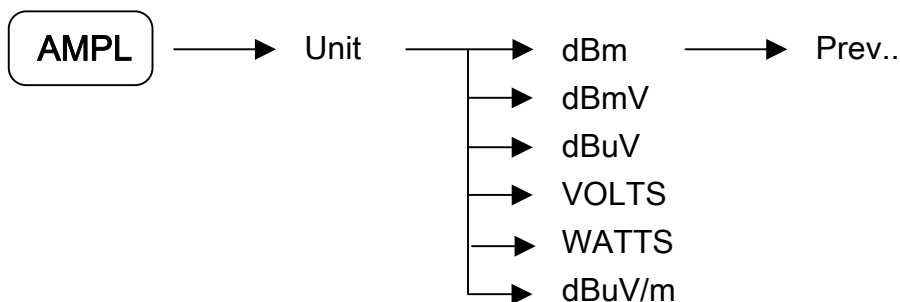 AMPL Unit dBm Prev..
dBmV
dBuV
VOLTS
WATTS
dBuV/m